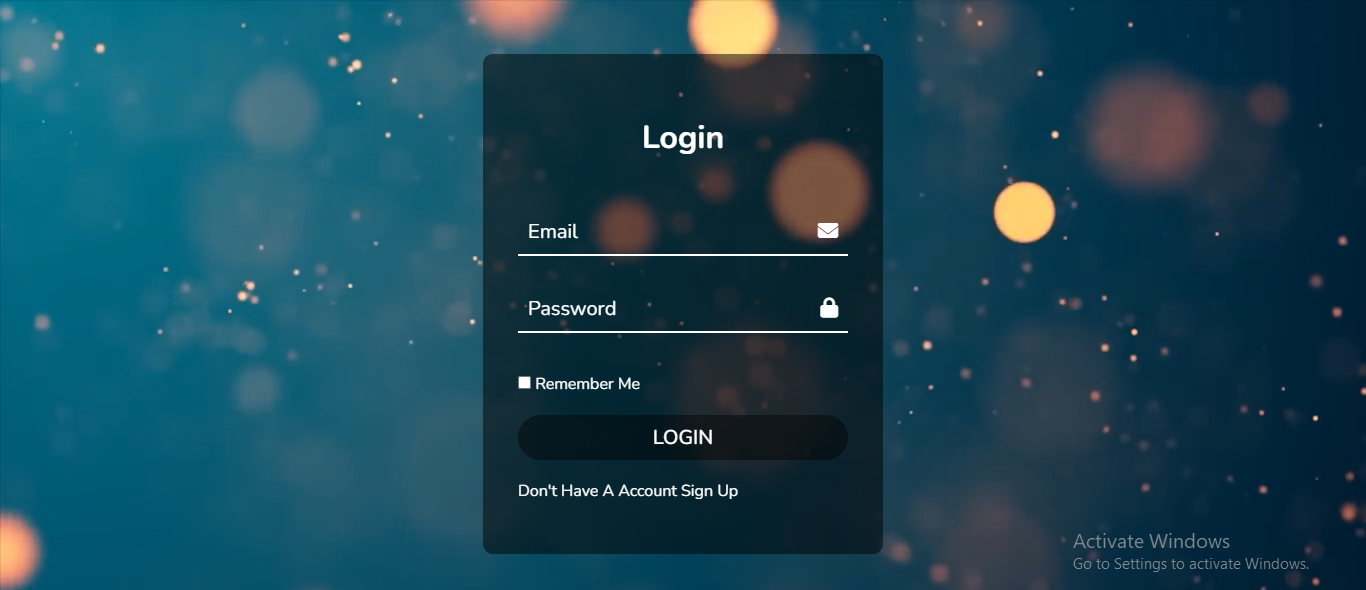 Login
Email
Password
Remember Me
LOGIN
Don't Have A Account Sign Up
Activate Windows
Go to Settings to activate Windows.